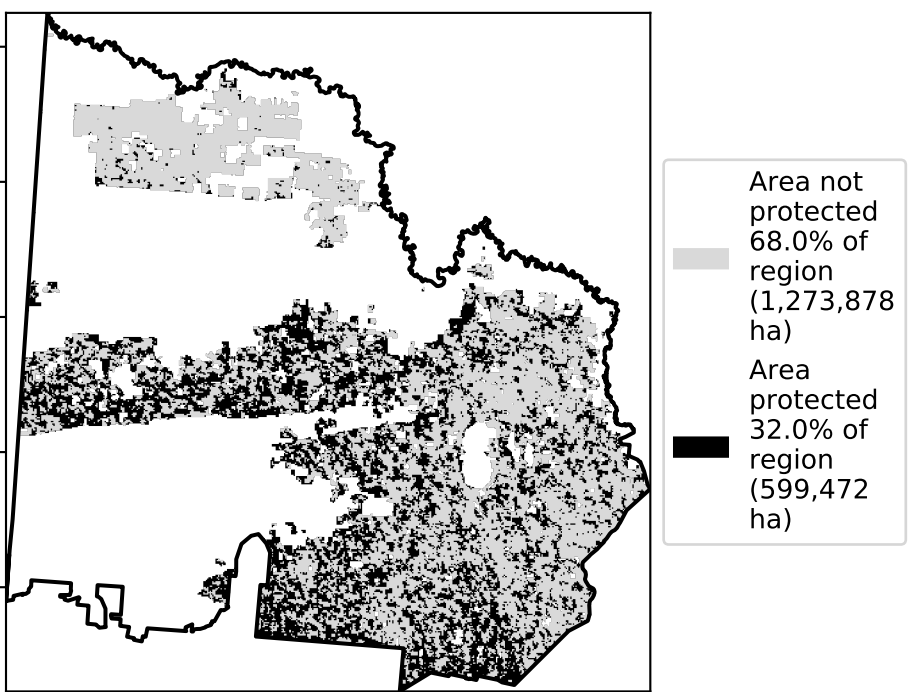 Area not
protected
68.0% of
region
(1,273,878
ha)
Area
protected
32.0% of
region
(599,472
ha)